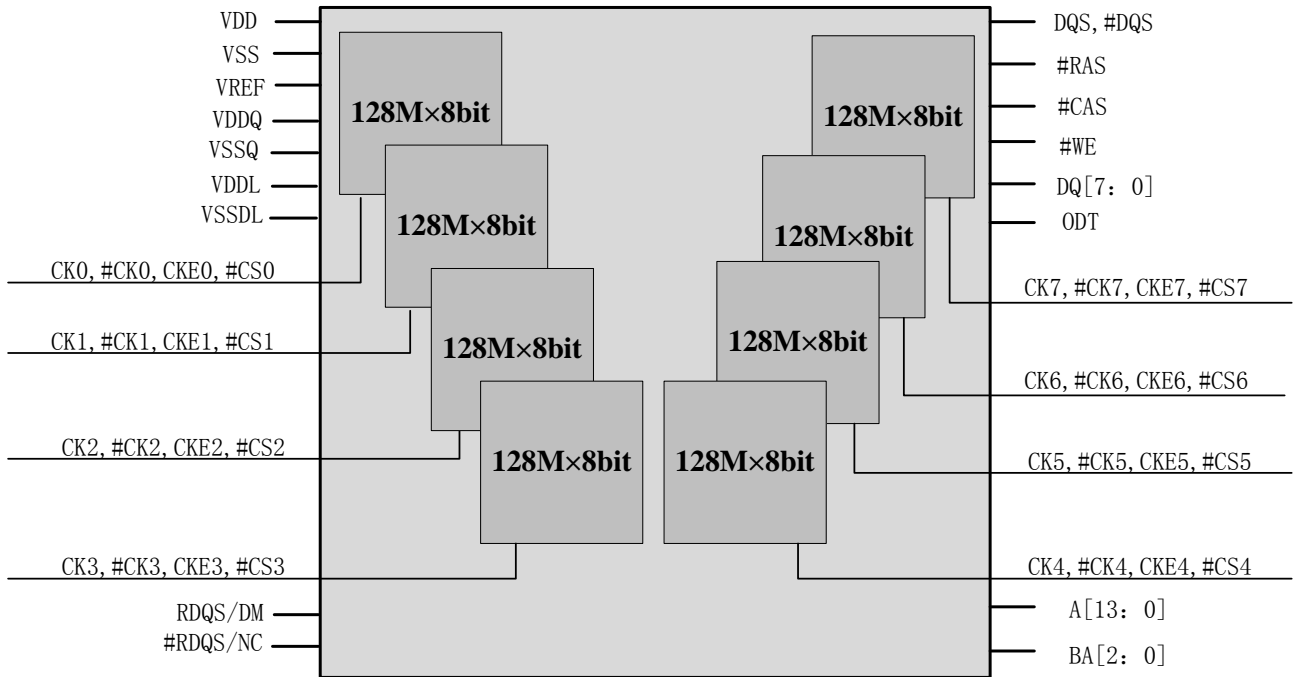 VDD
VSS
VREF
VDDQ
VSSQ
VDDL
VSSDL
CK0, #CK0, CKE0, #CS0
CK1, #CK1, CKE1, #CS1
CK2, #CK2, CKE2, #CS2
CK3, #CK3, CKE3, #CS3
RDQS/DM
#RDQS/NC
128M×8bit
128M×8bit
128M×8bit
128M×8bit
128M×8bit
128M×8bit
128M×8bit
128M×8bit
DQS, #DQS
#RAS
#CAS
#WE
DQ[7: 0]
ODT
CK7, #CK7, CKE7, #CS7
CK6, #CK6, CKE6, #CS6
CK5, #CK5, CKE5, #CS5
CK4, #CK4, CKE4, #CS4
A[13: 0]
BA[2: 0]